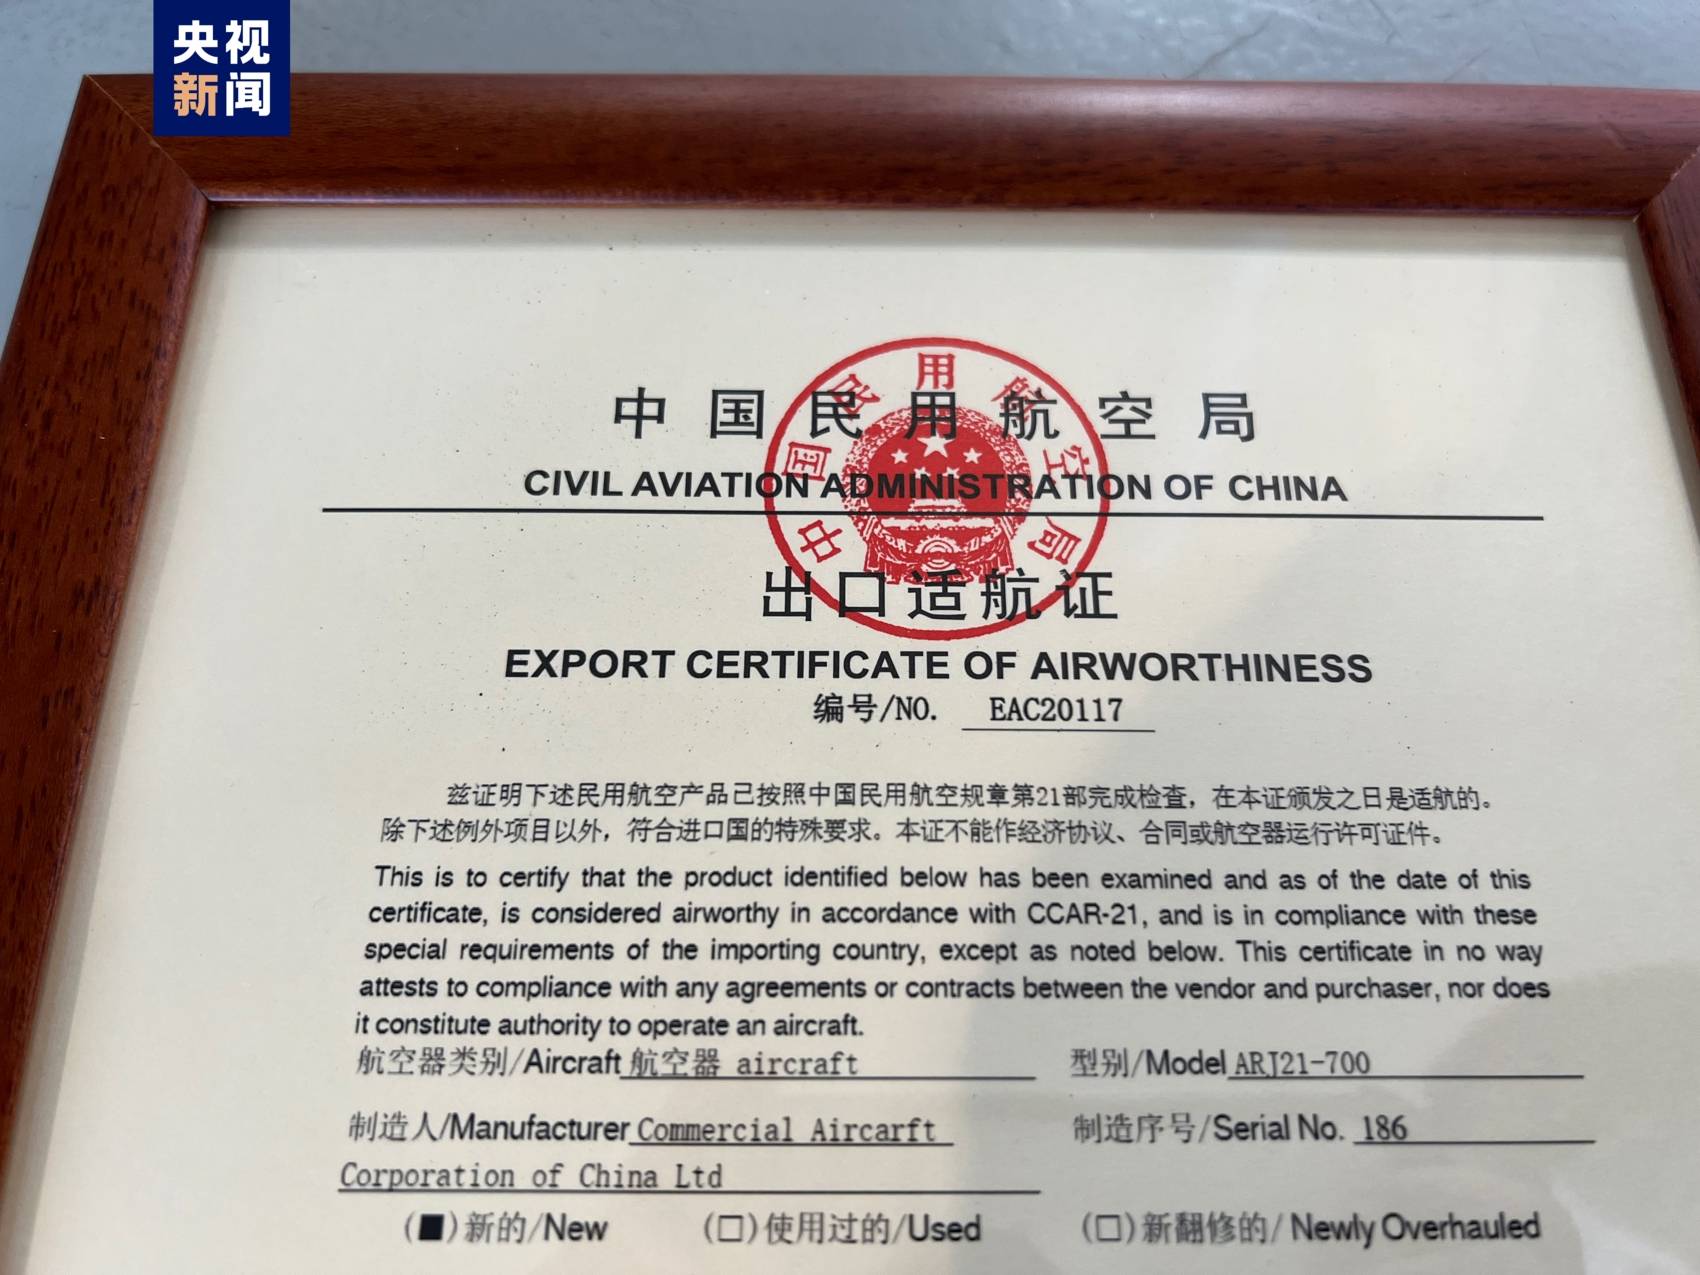 央视
新闻
中国民用航空局
中国民用航空局
CIVIL AVIATION ADMINISTRATION OF CHINA
出口适航证
EXPORT CERTIFICATE OF AIRWORTHINESS
编号/NO. EAC20117
兹证明下述民用航空产品已按照中国民用航空规章第21部完成检查，在本证颁发之日是适航的。
除下述例外项目以外，符合进口国的特殊要求。本证不能作经济协议、合同或航空器运行许可证件。
This is to certify that the product identified below has been examined and as of the date of this
certificate, is considered airworthy in accordance with CCAR-21, and is in compliance with these
special requirements of the importing country, except as noted below. This certificate in no way
attests to compliance with any agreements or contracts between the vendor and purchaser, nor does
it constitute authority to operate an aircraft.
航空器类别/Aircraft 航空器 aircraft 型别/Model ARJ21-700
制造人/Manufacturer Commercial Aircarft 制造序号/Serial No. 186
Corporation of China Ltd
(■)新的/New (□)使用过的/Used (□)新翻修的/ Newly Overhauled